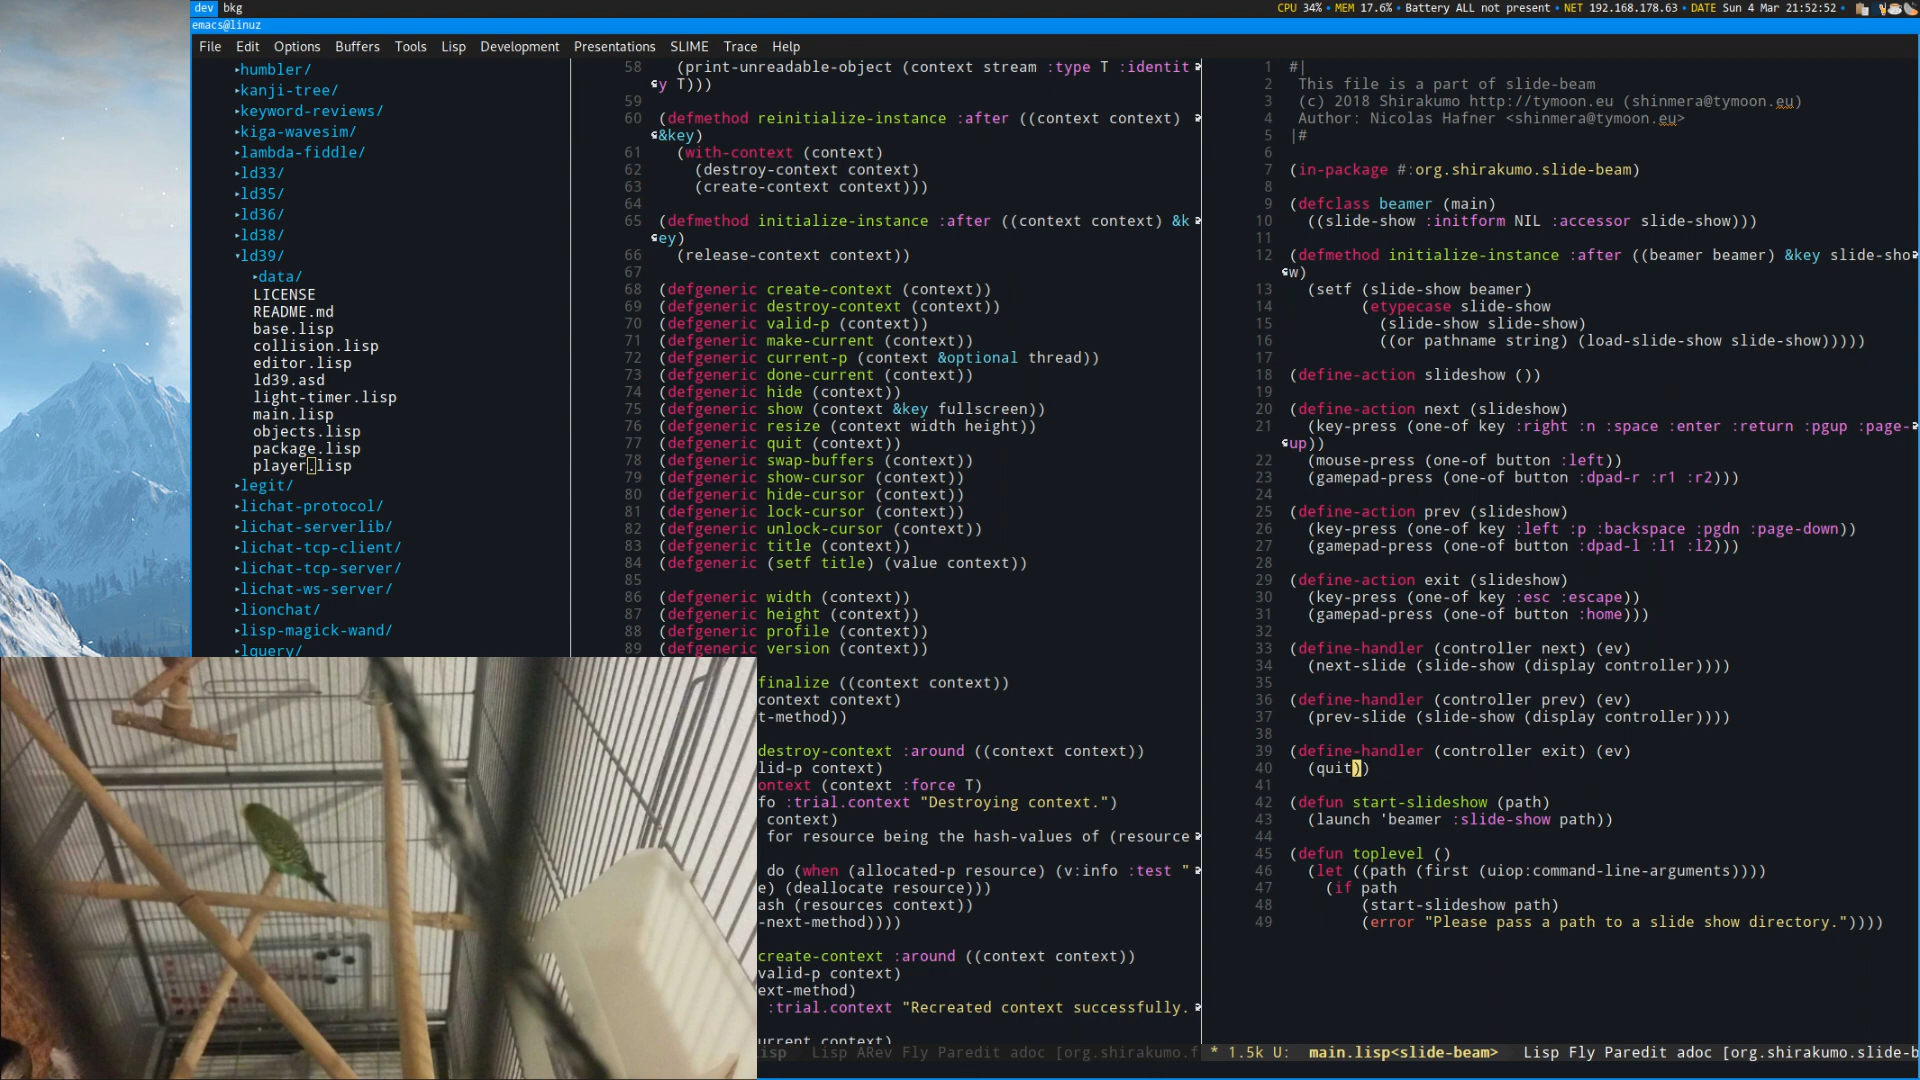 dev bkg
CPU 34% • MEM 17.6% • Battery ALL not present • NET 192.168.178.63 • DATE Sun 4 Mar 21:52:52 •
emacs@linuz
File Edit Options Buffers Tools Lisp Development Presentations SLIME Trace Help
humbler/
kanji-tree/
keyword-reviews/
kiga-wavesim/
lambda-fiddle/
ld33/
ld35/
ld36/
ld38/
ld39/
data/
LICENSE
README.md
base.lisp
collision.lisp
editor.lisp
ld39.asd
light-timer.lisp
main.lisp
objects.lisp
package.lisp
player.lisp
legit/
lichat-protocol/
lichat-serverlib/
lichat-tcp-client/
lichat-tcp-server/
lichat-ws-server/
lionchat/
lisp-magick-wand/
lquery/
58 (print-unreadable-object (context stream :type T :identit
y T)))
59
60 (defmethod reinitialize-instance :after ((context context)
&key)
61 (with-context (context)
62 (destroy-context context)
63 (create-context context)))
64
65 (defmethod initialize-instance :after ((context context) &k
ey)
66 (release-context context))
67
68 (defgeneric create-context (context))
69 (defgeneric destroy-context (context))
70 (defgeneric valid-p (context))
71 (defgeneric make-current (context))
72 (defgeneric current-p (context &optional thread))
73 (defgeneric done-current (context))
74 (defgeneric hide (context))
75 (defgeneric show (context &key fullscreen))
76 (defgeneric resize (context width height))
77 (defgeneric quit (context))
78 (defgeneric swap-buffers (context))
79 (defgeneric show-cursor (context))
80 (defgeneric hide-cursor (context))
81 (defgeneric lock-cursor (context))
82 (defgeneric unlock-cursor (context))
83 (defgeneric title (context))
84 (defgeneric (setf title) (value context))
85
86 (defgeneric width (context))
87 (defgeneric height (context))
88 (defgeneric profile (context))
89 (defgeneric version (context))
finalize ((context context))
context context)
t-method))
destroy-context :around ((context context))
lid-p context)
ontext (context :force T)
fo :trial.context "Destroying context.")
context)
for resource being the hash-values of (resource
do (when (allocated-p resource) (v:info :test "
e) (deallocate resource)))
ash (resources context))
-next-method))))
create-context :around ((context context))
valid-p context)
ext-method)
:trial.context "Recreated context successfully.
urrent context)
isp Lisp ARev Fly Paredit adoc [org.shirakumo.f
1 #|
2 This file is a part of slide-beam
3 (c) 2018 Shirakumo http://tymoon.eu (shinmera@tymoon.eu)
4 Author: Nicolas Hafner <shinmera@tymoon.eu>
5 |#
6
7 (in-package #:org.shirakumo.slide-beam)
8
9 (defclass beamer (main)
10 ((slide-show :initform NIL :accessor slide-show)))
11
12 (defmethod initialize-instance :after ((beamer beamer) &key slide-sho
w)
13 (setf (slide-show beamer)
14 (etypecase slide-show
15 (slide-show slide-show)
16 ((or pathname string) (load-slide-show slide-show)))))
17
18 (define-action slideshow ())
19
20 (define-action next (slideshow)
21 (key-press (one-of key :right :n :space :enter :return :pgup :page-
up))
22 (mouse-press (one-of button :left))
23 (gamepad-press (one-of button :dpad-r :r1 :r2)))
24
25 (define-action prev (slideshow)
26 (key-press (one-of key :left :p :backspace :pgdn :page-down))
27 (gamepad-press (one-of button :dpad-l :l1 :l2)))
28
29 (define-action exit (slideshow)
30 (key-press (one-of key :esc :escape))
31 (gamepad-press (one-of button :home)))
32
33 (define-handler (controller next) (ev)
34 (next-slide (slide-show (display controller))))
35
36 (define-handler (controller prev) (ev)
37 (prev-slide (slide-show (display controller))))
38
39 (define-handler (controller exit) (ev)
40 (quit))
41
42 (defun start-slideshow (path)
43 (launch 'beamer :slide-show path))
44
45 (defun toplevel ()
46 (let ((path (first (uiop:command-line-arguments))))
47 (if path
48 (start-slideshow path)
49 (error "Please pass a path to a slide show directory."))))
* 1.5k U: main.lisp<slide-beam> Lisp Fly Paredit adoc [org.shirakumo.slide-b